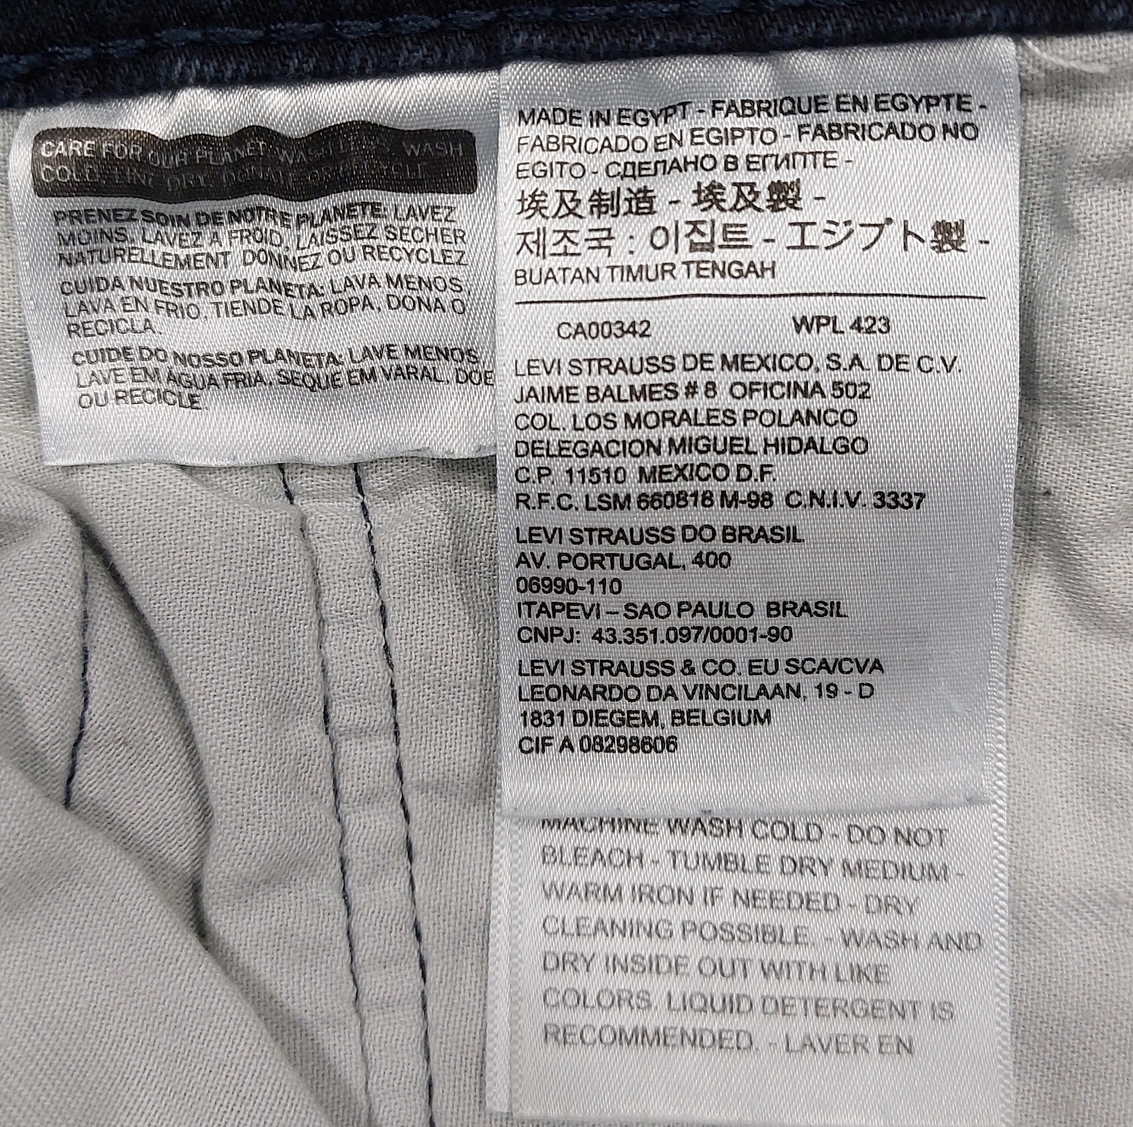 CARE FOR OUR PLANET: WASH LESS, WASH
COLD, LINE DRY, DONATE OR RECYCLE.
PRENEZ SOIN DE NOTRE PLANETE: LAVEZ
MOINS, LAVEZ A FROID, LAISSEZ SECHER
NATURELLEMENT DONNEZ OU RECYCLEZ
CUIDA NUESTRO PLANETA: LAVA MENOS,
LAVA EN FRIO, TIENDE LA ROPA, DONA O
RECICLA.
CUIDE DO NOSSO PLANETA: LAVE MENOS,
LAVE EM AGUA FRIA, SEQUE EM VARAL, DOE
OU RECICLE.
MADE IN EGYPT - FABRIQUE EN EGYPTE -
FABRICADO EN EGIPTO - FABRICADO NO
EGITO - СДЕЛАНО В ЕГИПТЕ -
埃及制造 - 埃及製 -
제조국 : 이집트 - エジプト製 -
BUATAN TIMUR TENGAH
CA00342 WPL 423
LEVI STRAUSS DE MEXICO, S.A. DE C.V.
JAIME BALMES # 8 OFICINA 502
COL. LOS MORALES POLANCO
DELEGACION MIGUEL HIDALGO
C.P. 11510 MEXICO D.F.
R.F.C. LSM 660818 M-98 C.N.I.V. 3337
LEVI STRAUSS DO BRASIL
AV. PORTUGAL, 400
06990-110
ITAPEVI – SAO PAULO BRASIL
CNPJ: 43.351.097/0001-90
LEVI STRAUSS & CO. EU SCA/CVA
LEONARDO DA VINCILAAN, 19 - D
1831 DIEGEM, BELGIUM
CIF A 08298606
MACHINE WASH COLD - DO NOT
BLEACH - TUMBLE DRY MEDIUM -
WARM IRON IF NEEDED - DRY
CLEANING POSSIBLE. - WASH AND
DRY INSIDE OUT WITH LIKE
COLORS. LIQUID DETERGENT IS
RECOMMENDED. - LAVER EN